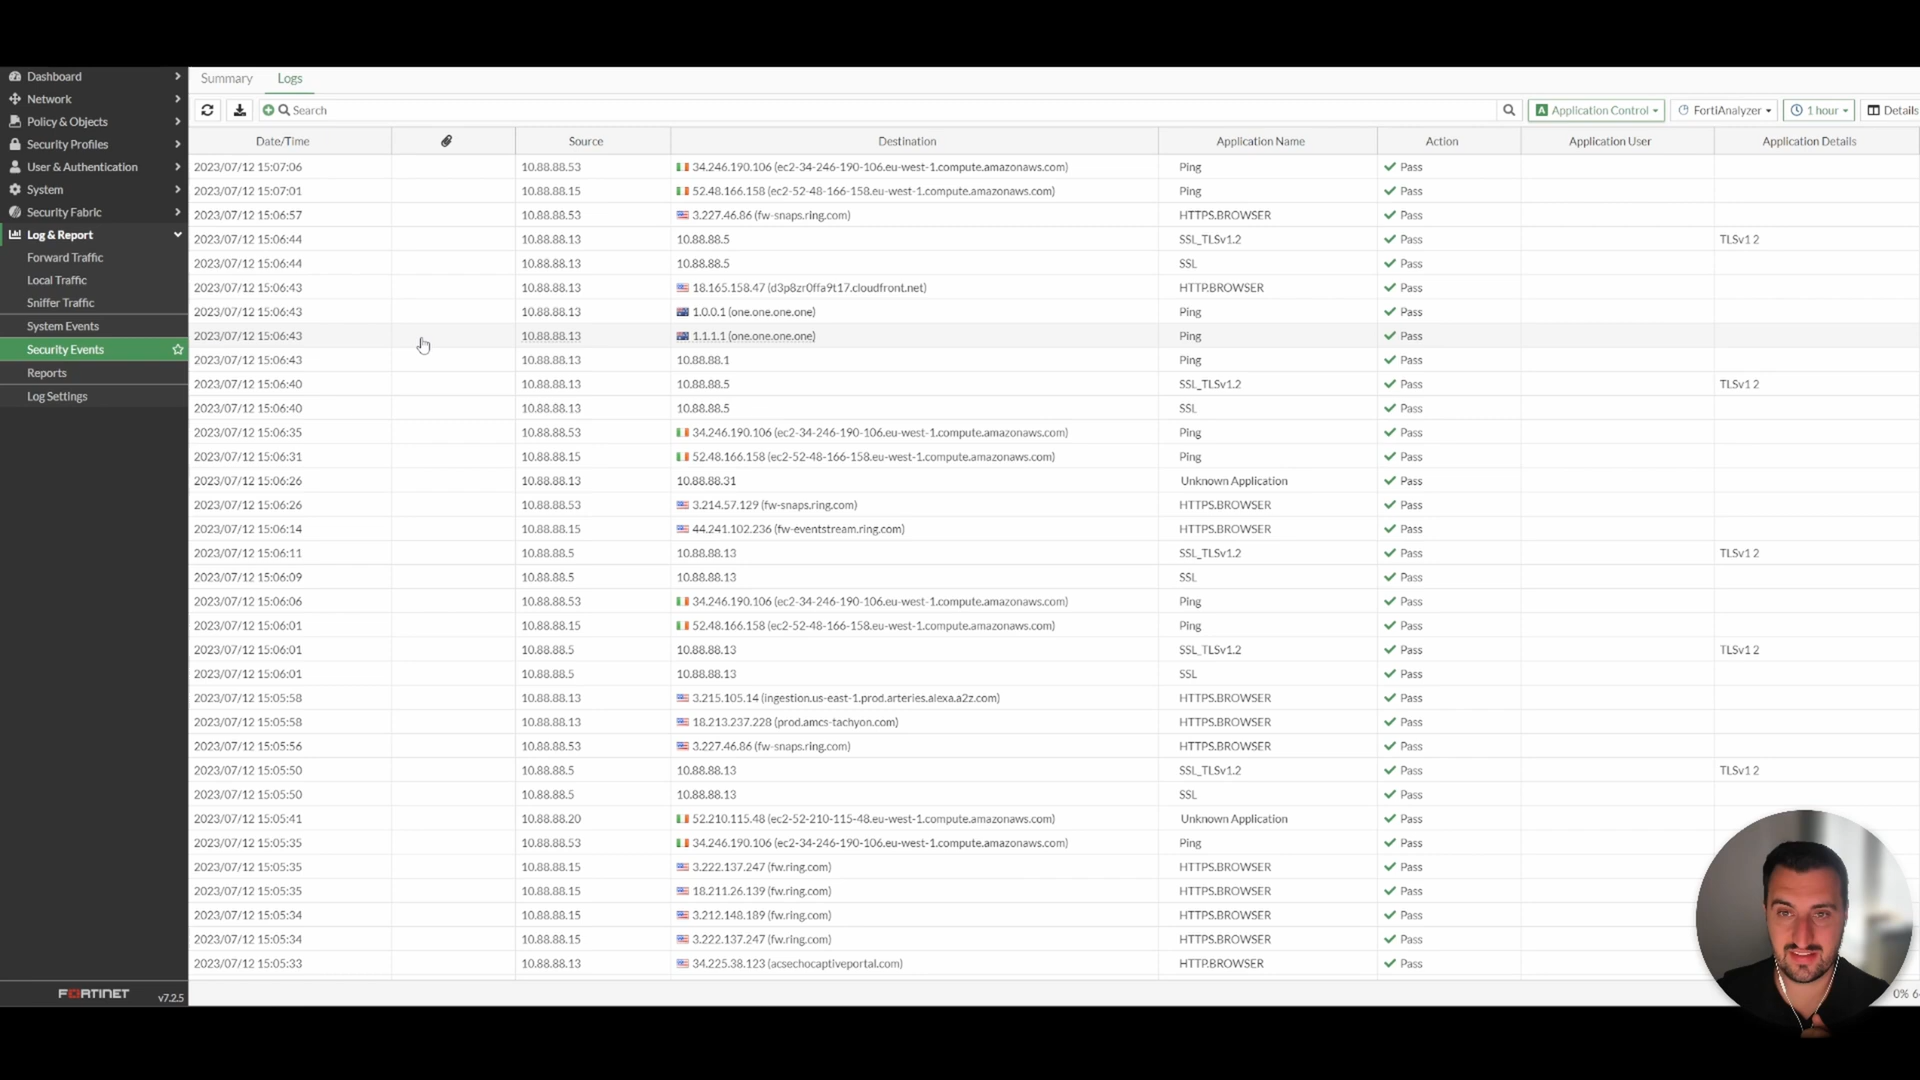 Dashboard
Network
Policy & Objects
Security Profiles
User & Authentication
System
Security Fabric
Log & Report
Forward Traffic
Local Traffic
Sniffer Traffic
System Events
Security Events
Reports
Log Settings
FORTINET v7.2.5
Summary Logs
Search Application Control FortiAnalyzer 1 hour Details
Date/Time Source Destination Application Name Action Application User Application Details
2023/07/12 15:07:06 10.88.88.53 34.246.190.106 (ec2-34-246-190-106.eu-west-1.compute.amazonaws.com) Ping Pass
2023/07/12 15:07:01 10.88.88.15 52.48.166.158 (ec2-52-48-166-158.eu-west-1.compute.amazonaws.com) Ping Pass
2023/07/12 15:06:57 10.88.88.53 3.227.46.86 (fw-snaps.ring.com) HTTPS.BROWSER Pass
2023/07/12 15:06:44 10.88.88.13 10.88.88.5 SSL_TLSv1.2 Pass TLSv1 2
2023/07/12 15:06:44 10.88.88.13 10.88.88.5 SSL Pass
2023/07/12 15:06:43 10.88.88.13 18.165.158.47 (d3p8zr0ffa9t17.cloudfront.net) HTTP.BROWSER Pass
2023/07/12 15:06:43 10.88.88.13 1.0.0.1 (one.one.one.one) Ping Pass
2023/07/12 15:06:43 10.88.88.13 1.1.1.1 (one.one.one.one) Ping Pass
2023/07/12 15:06:43 10.88.88.13 10.88.88.1 Ping Pass
2023/07/12 15:06:40 10.88.88.13 10.88.88.5 SSL_TLSv1.2 Pass TLSv1 2
2023/07/12 15:06:40 10.88.88.13 10.88.88.5 SSL Pass
2023/07/12 15:06:35 10.88.88.53 34.246.190.106 (ec2-34-246-190-106.eu-west-1.compute.amazonaws.com) Ping Pass
2023/07/12 15:06:31 10.88.88.15 52.48.166.158 (ec2-52-48-166-158.eu-west-1.compute.amazonaws.com) Ping Pass
2023/07/12 15:06:26 10.88.88.13 10.88.88.31 Unknown Application Pass
2023/07/12 15:06:26 10.88.88.53 3.214.57.129 (fw-snaps.ring.com) HTTPS.BROWSER Pass
2023/07/12 15:06:14 10.88.88.15 44.241.102.236 (fw-eventstream.ring.com) HTTPS.BROWSER Pass
2023/07/12 15:06:11 10.88.88.5 10.88.88.13 SSL_TLSv1.2 Pass TLSv1 2
2023/07/12 15:06:09 10.88.88.5 10.88.88.13 SSL Pass
2023/07/12 15:06:06 10.88.88.53 34.246.190.106 (ec2-34-246-190-106.eu-west-1.compute.amazonaws.com) Ping Pass
2023/07/12 15:06:01 10.88.88.15 52.48.166.158 (ec2-52-48-166-158.eu-west-1.compute.amazonaws.com) Ping Pass
2023/07/12 15:06:01 10.88.88.5 10.88.88.13 SSL_TLSv1.2 Pass TLSv1 2
2023/07/12 15:06:01 10.88.88.5 10.88.88.13 SSL Pass
2023/07/12 15:05:58 10.88.88.13 3.215.105.14 (ingestion.us-east-1.prod.arteries.alexa.a2z.com) HTTPS.BROWSER Pass
2023/07/12 15:05:58 10.88.88.13 18.213.237.228 (prod.amcs-tachyon.com) HTTPS.BROWSER Pass
2023/07/12 15:05:56 10.88.88.53 3.227.46.86 (fw-snaps.ring.com) HTTPS.BROWSER Pass
2023/07/12 15:05:50 10.88.88.5 10.88.88.13 SSL_TLSv1.2 Pass TLSv1 2
2023/07/12 15:05:50 10.88.88.5 10.88.88.13 SSL Pass
2023/07/12 15:05:41 10.88.88.20 52.210.115.48 (ec2-52-210-115-48.eu-west-1.compute.amazonaws.com) Unknown Application Pass
2023/07/12 15:05:35 10.88.88.53 34.246.190.106 (ec2-34-246-190-106.eu-west-1.compute.amazonaws.com) Ping Pass
2023/07/12 15:05:35 10.88.88.15 3.222.137.247 (fw.ring.com) HTTPS.BROWSER Pass
2023/07/12 15:05:35 10.88.88.15 18.211.26.139 (fw.ring.com) HTTPS.BROWSER Pass
2023/07/12 15:05:34 10.88.88.15 3.212.148.189 (fw.ring.com) HTTPS.BROWSER Pass
2023/07/12 15:05:34 10.88.88.15 3.222.137.247 (fw.ring.com) HTTPS.BROWSER Pass
2023/07/12 15:05:33 10.88.88.13 34.225.38.123 (acsechocaptiveportal.com) HTTP.BROWSER Pass
0%